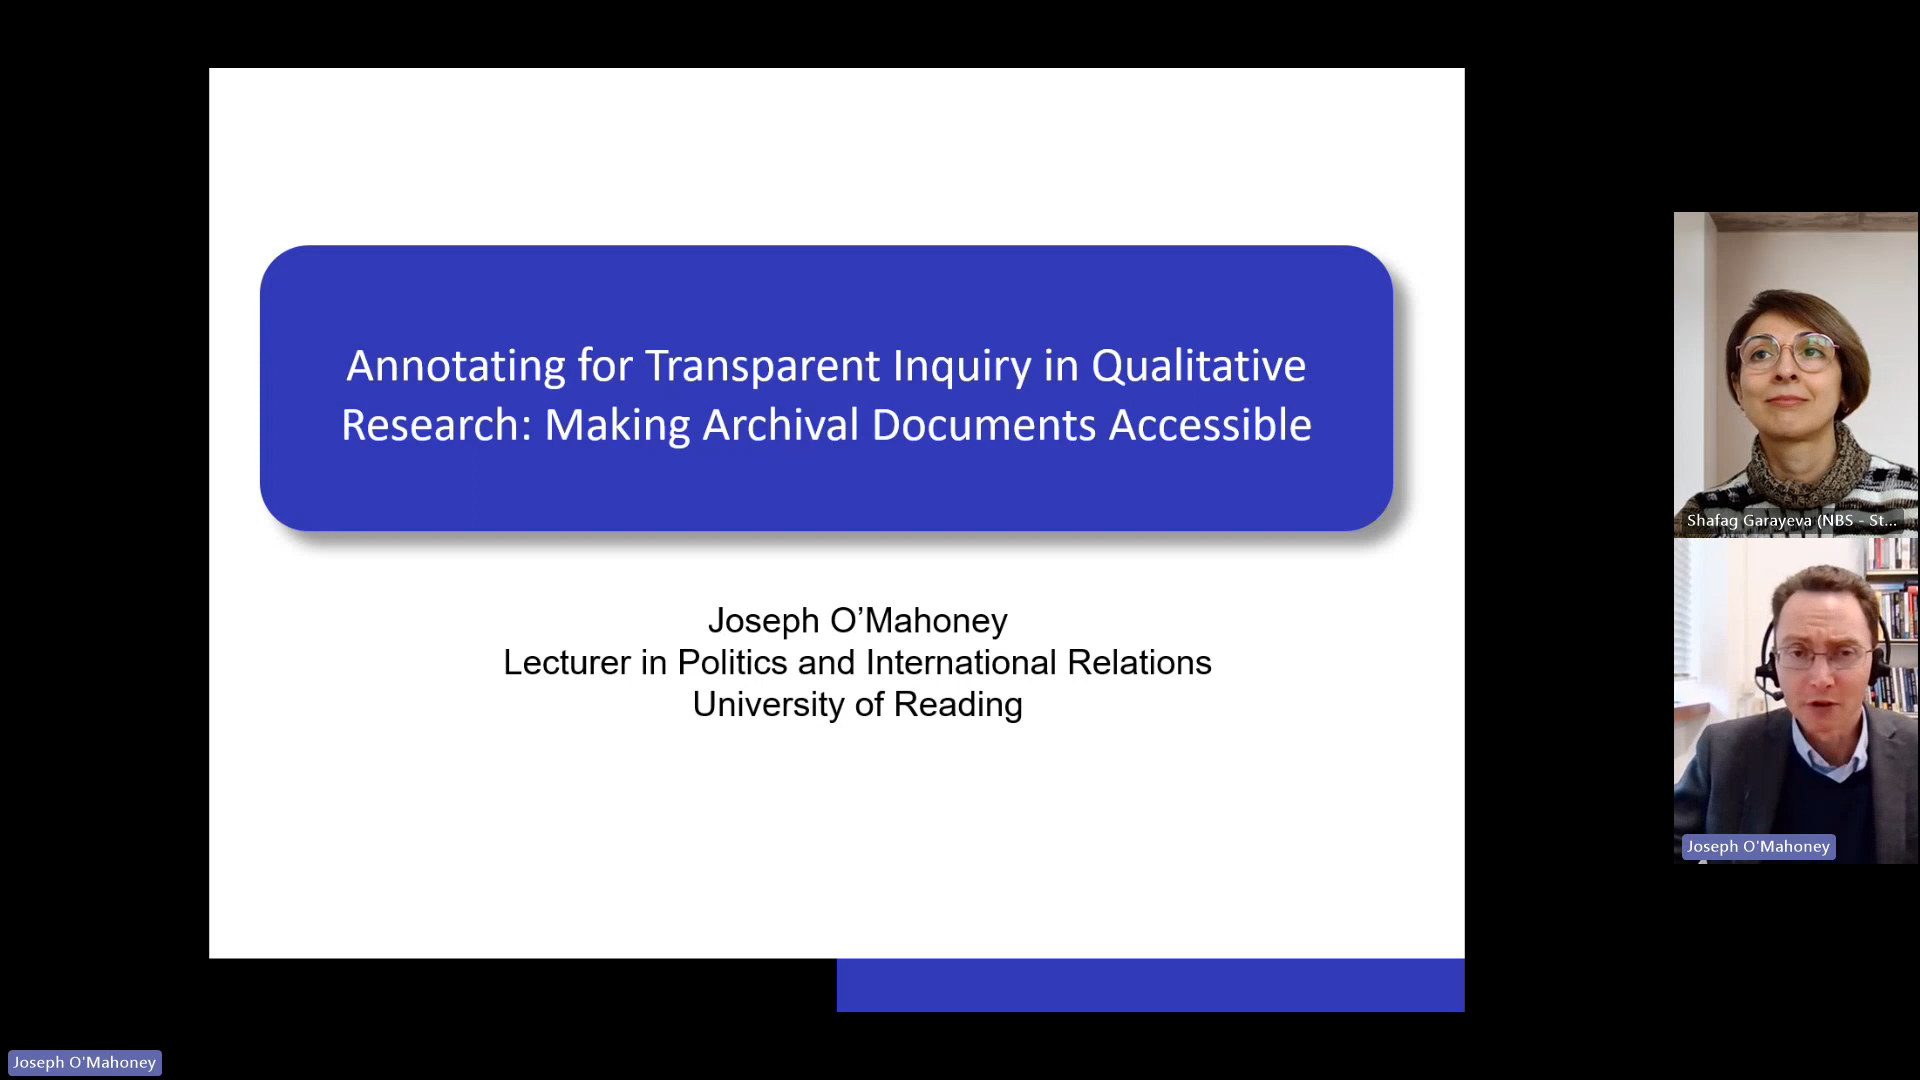 Annotating for Transparent Inquiry in Qualitative
Research: Making Archival Documents Accessible
Joseph O’Mahoney
Lecturer in Politics and International Relations
University of Reading
Shafag Garayeva (NBS - St...
Joseph O'Mahoney
Joseph O'Mahoney